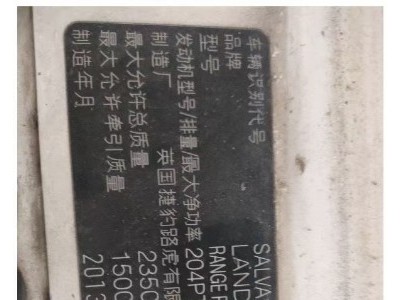 车辆识别代号 SALVA
品牌 LAND
型号 RANGE R
发动机型号/排量/最大净功率 204PT
制造厂 英国捷豹路虎有限
最大允许总质量 2350
最大允许牵引质量 1500
制造年月 2013